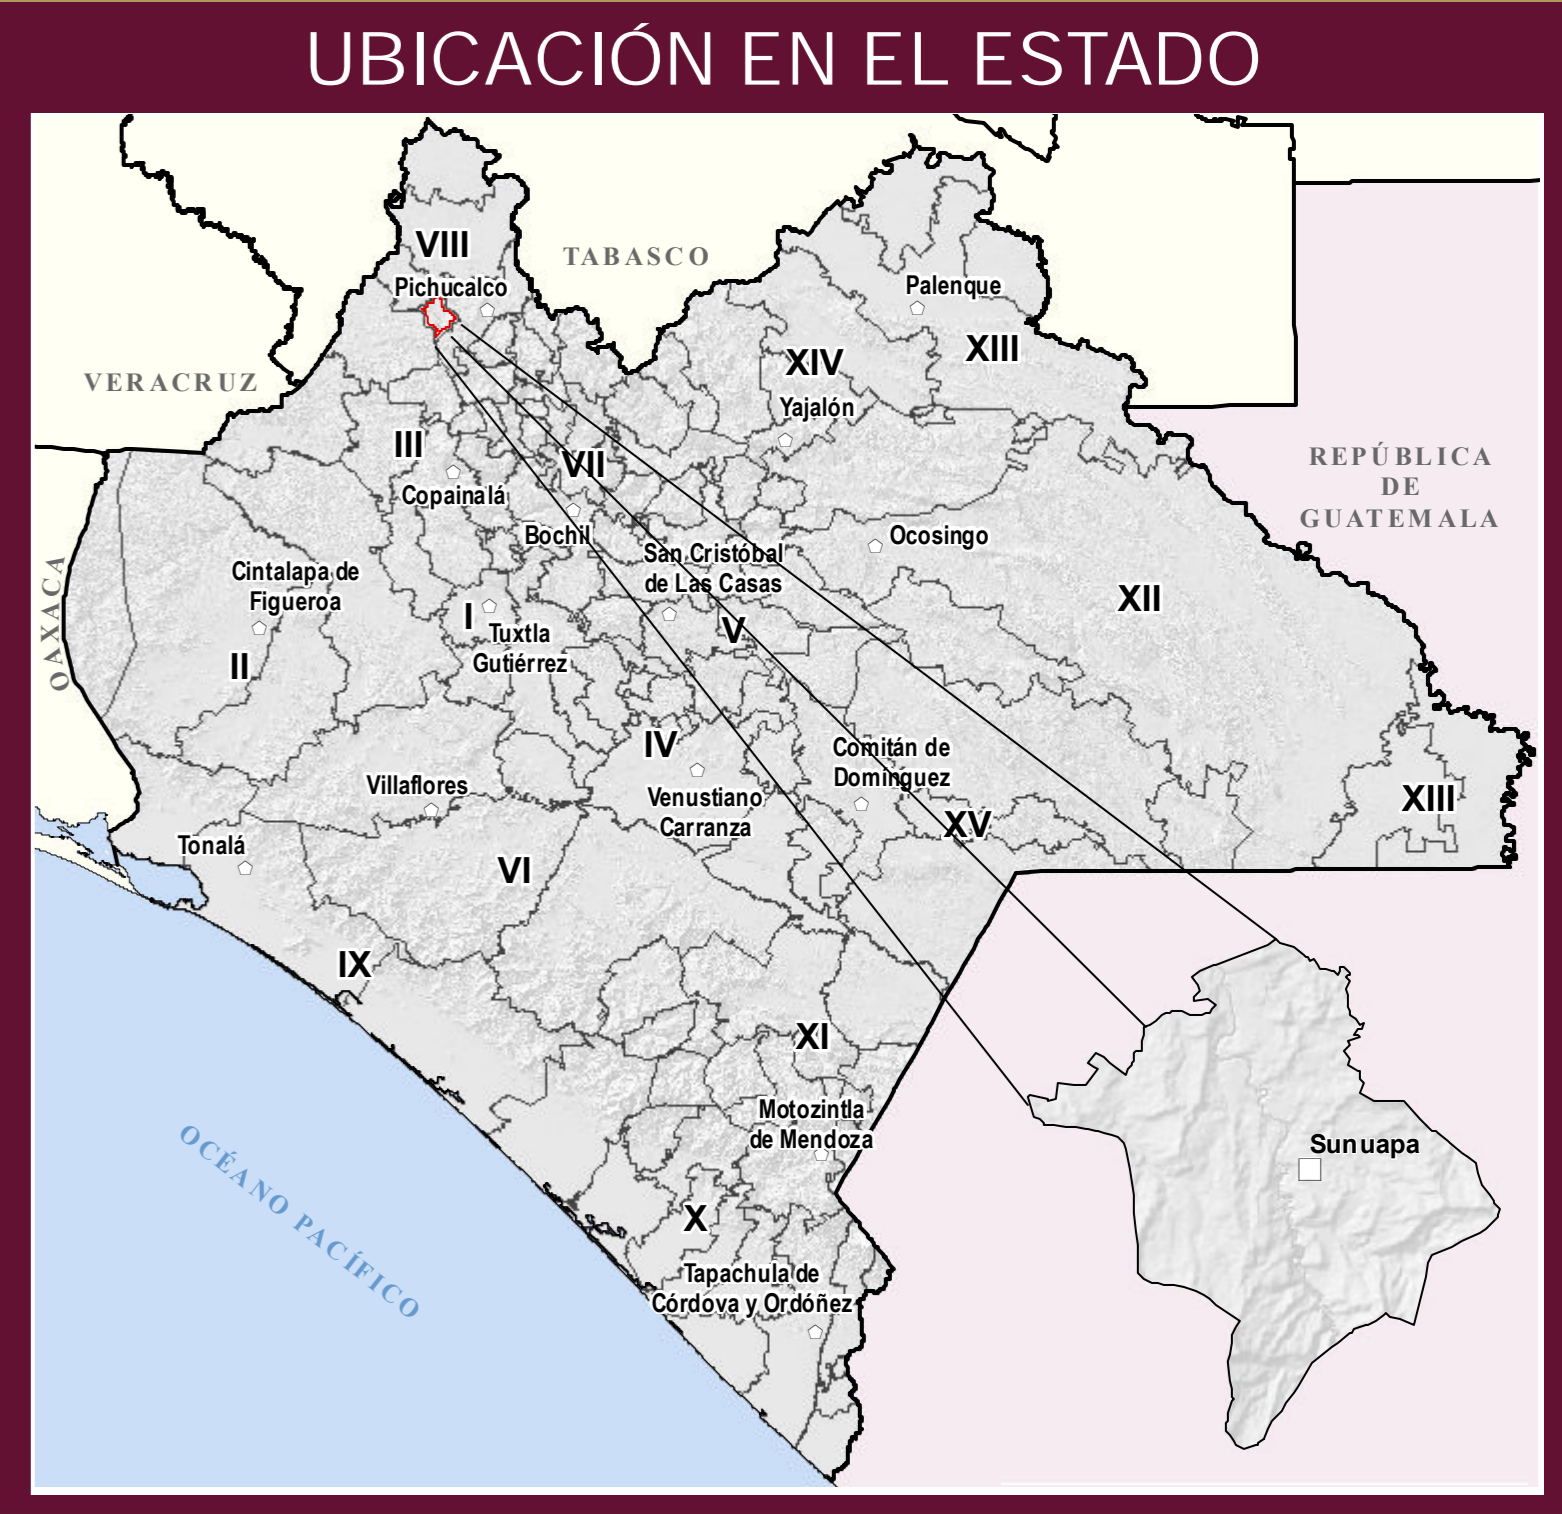 UBICACIÓN EN EL ESTADO
VIII
TABASCO
Pichucalco
Palenque
XIII
XIV
VERACRUZ
Yajalón
III
VII
REPÚBLICA
DE
GUATEMALA
Copainalá
Bochil
Ocosingo
San Cristóbal
de Las Casas
OAXACA
Cintalapa de
Figueroa
XII
I
Tuxtla
Gutiérrez
V
II
IV
Comitán de
Domínguez
Villaflores
Venustiano
Carranza
XIII
XV
Tonalá
VI
IX
XI
Motozintla
de Mendoza
OCÉANO PACÍFICO
Sunuapa
X
Tapachula de
Córdova y Ordóñez